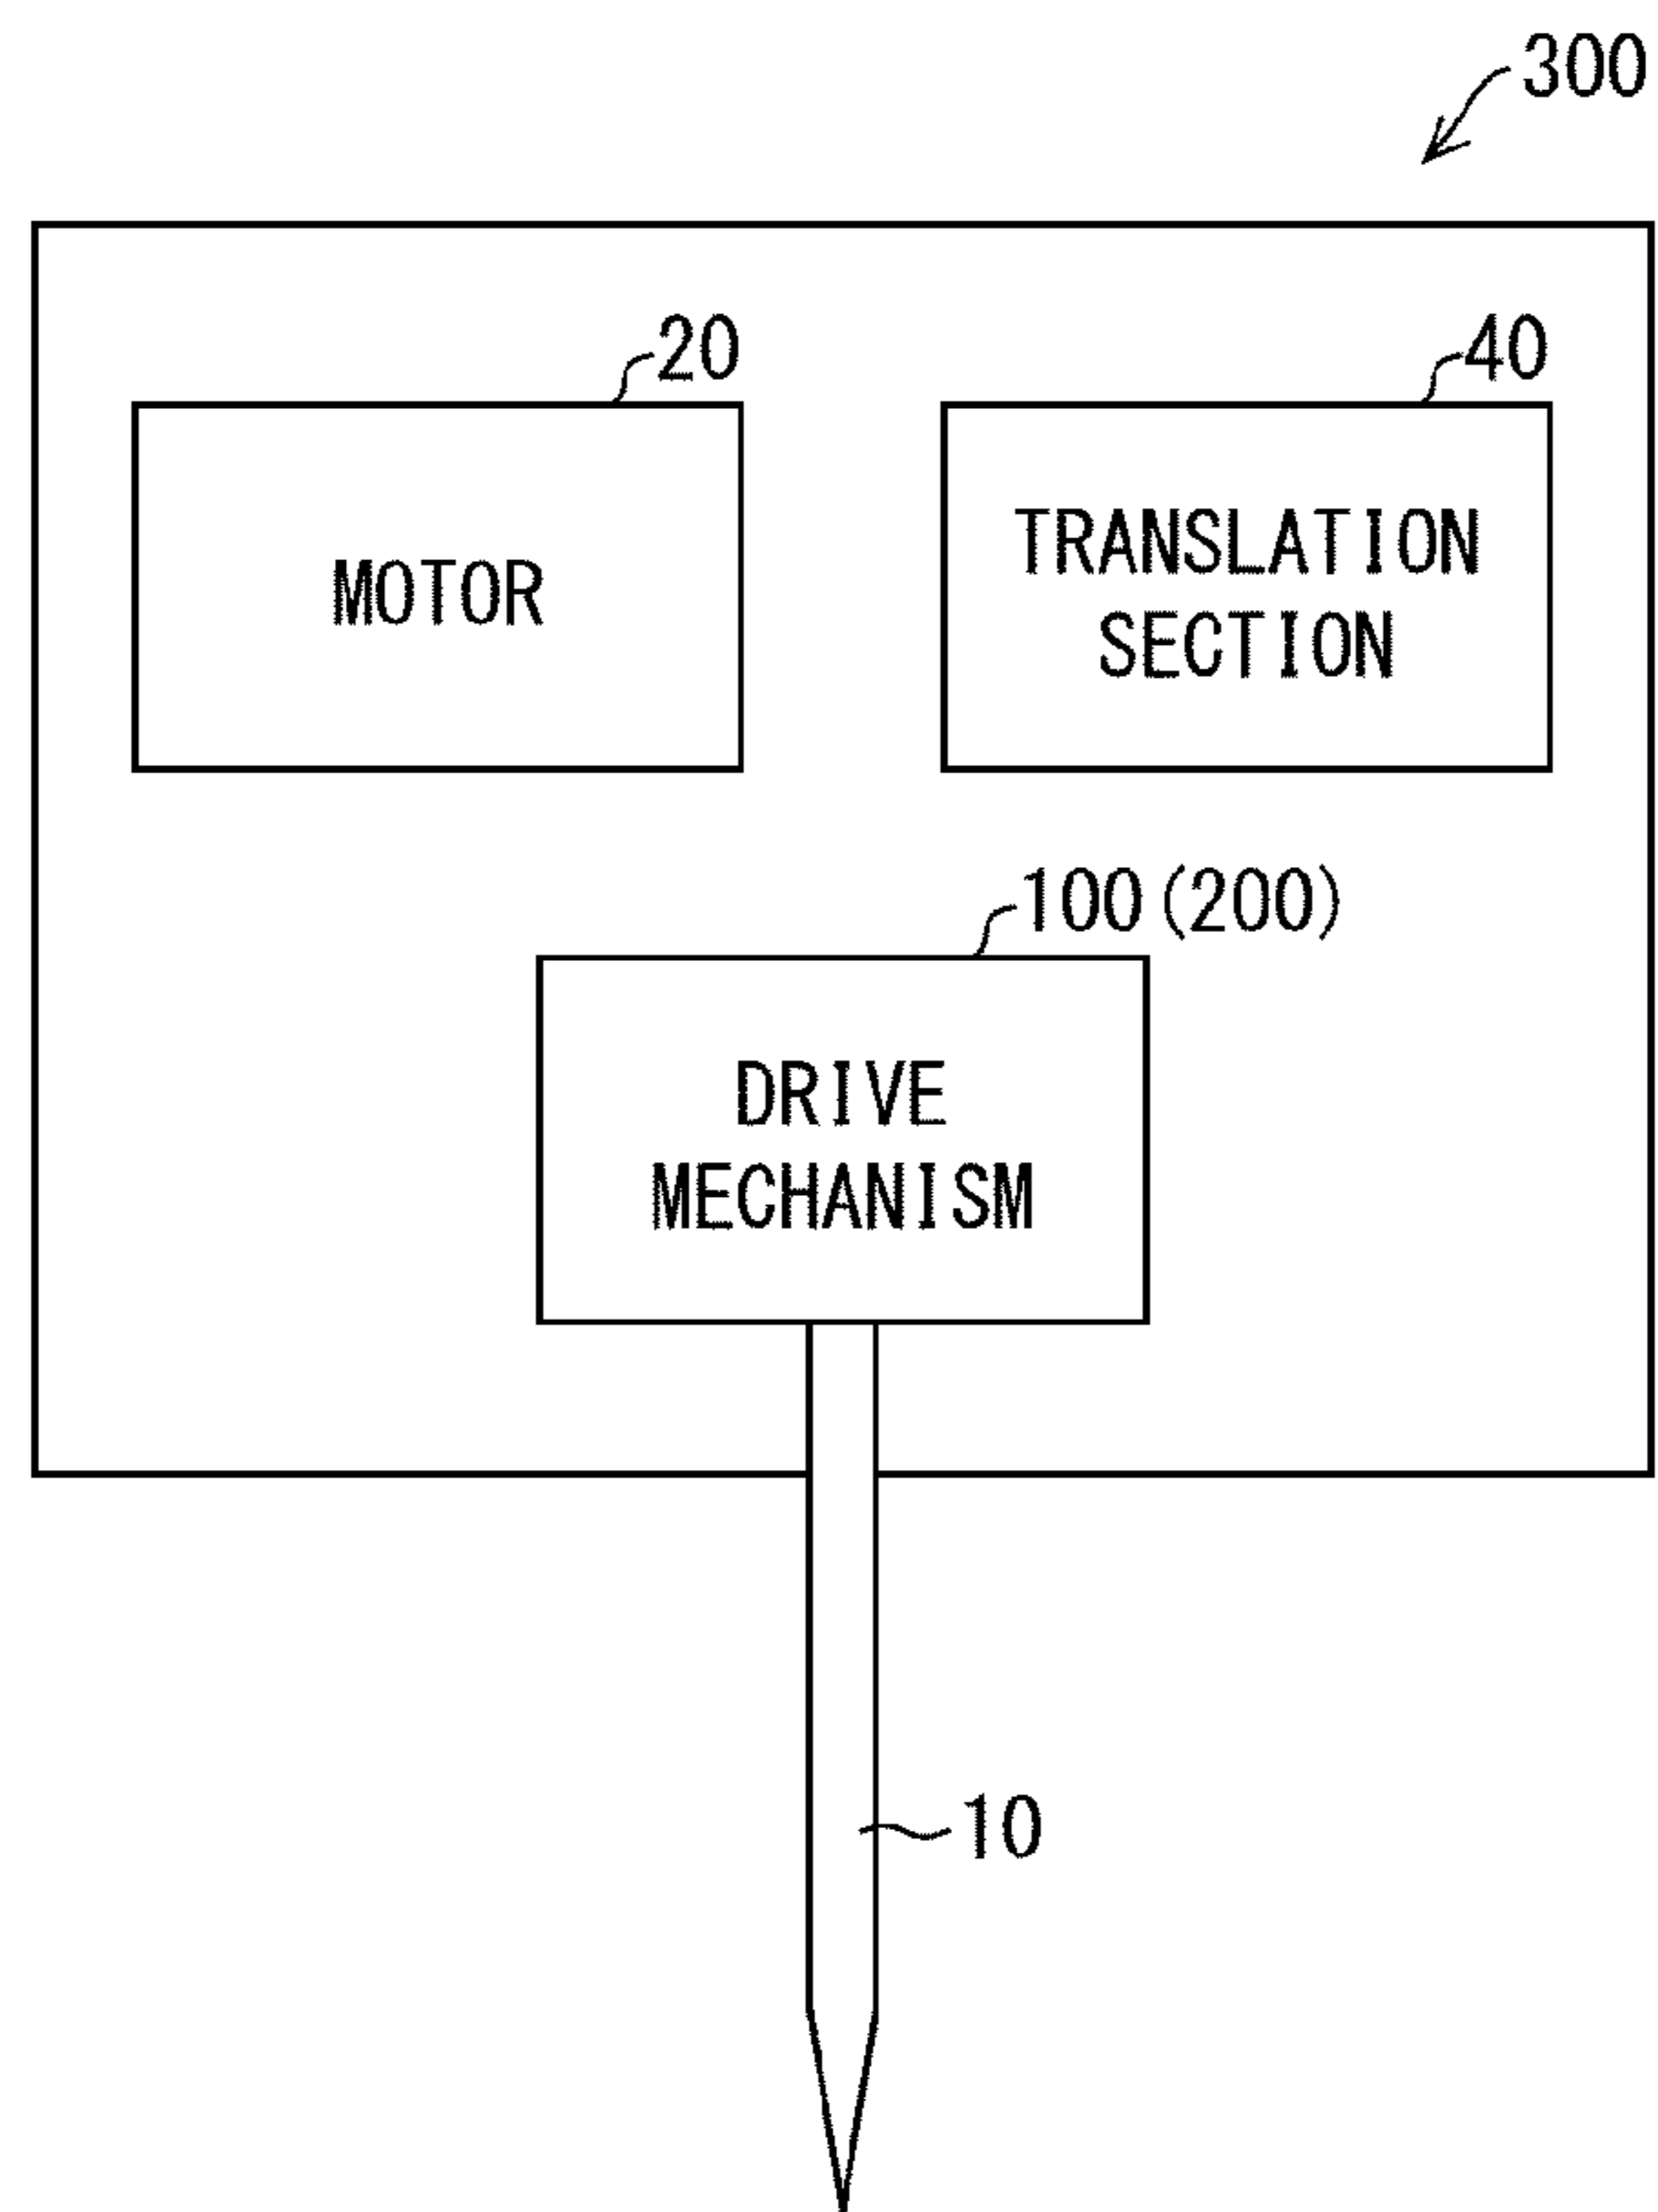 300
20
40
MOTOR
TRANSLATION
SECTION
100(200)
DRIVE
MECHANISM
10